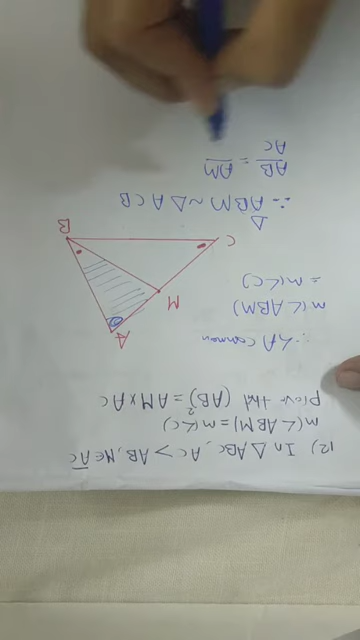 12) In △ABC, AC > AB, M∈AC
m(∠ABM) = m(∠C)
Prove that (AB)² = AM × AC
∴ ∠A common
m(∠ABM)
= m(∠C)
A
M
C
B
∴ △ABM ~ △ACB
AB/AC = AM/